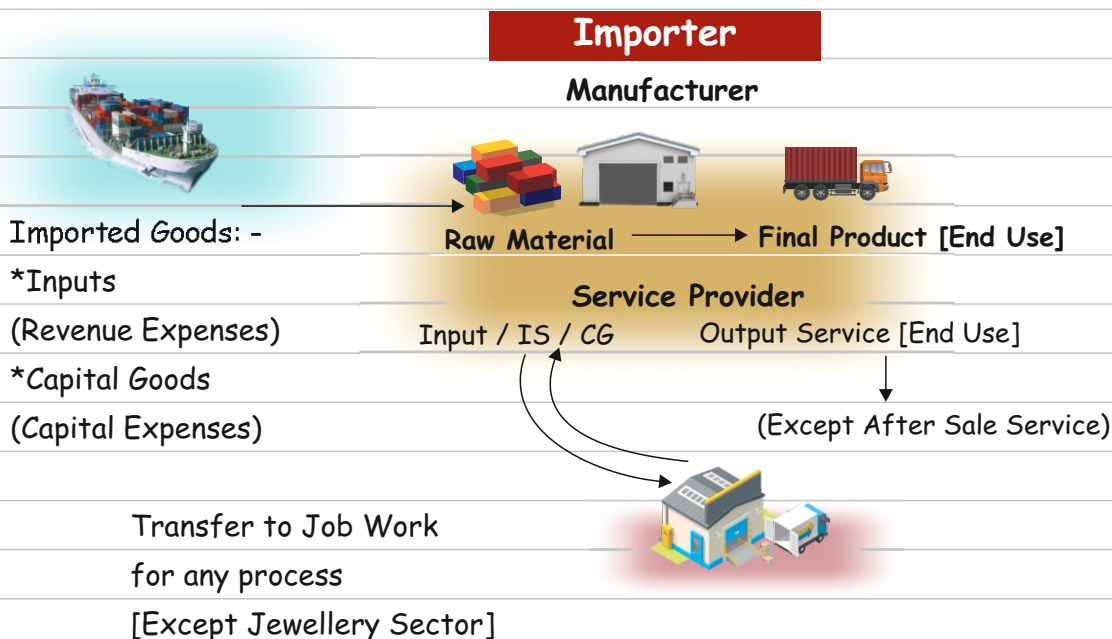 Importer
Manufacturer
Imported Goods: -
*Inputs
(Revenue Expenses)
*Capital Goods
(Capital Expenses)
Raw Material
Final Product [End Use]
Service Provider
Input / IS / CG
Output Service [End Use]
(Except After Sale Service)
Transfer to Job Work
for any process
[Except Jewellery Sector]